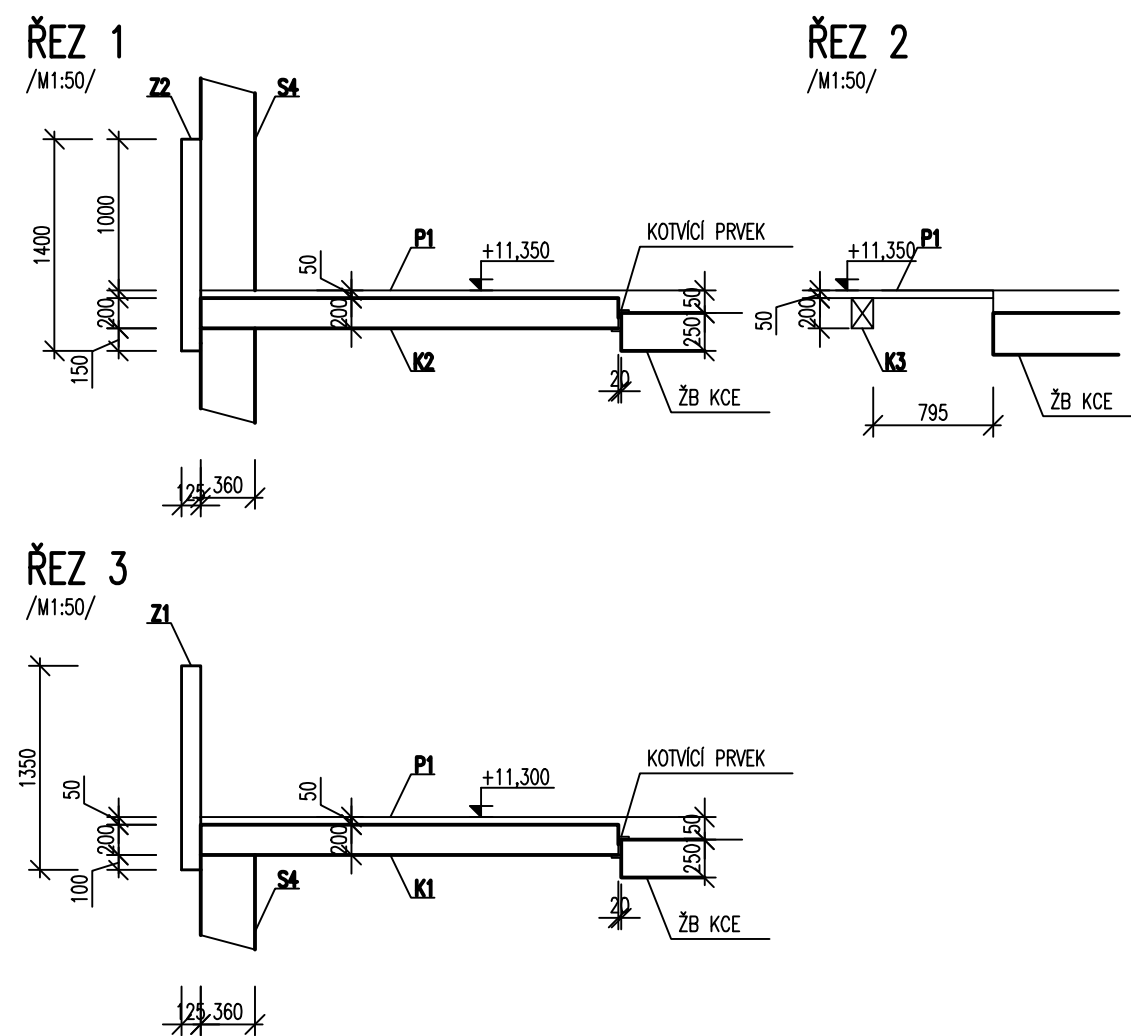 ŘEZ 1
/M1:50/
Z2
S4
1400
1000
200
150
50
200
P1
+11,350
KOTVÍCÍ PRVEK
150
250
K2
20
ŽB KCE
125
360
ŘEZ 2
/M1:50/
+11,350
P1
50
200
K3
795
ŽB KCE
ŘEZ 3
/M1:50/
Z1
1350
50
200
100
50
200
P1
+11,300
KOTVÍCÍ PRVEK
150
250
S4
K1
20
ŽB KCE
125
360